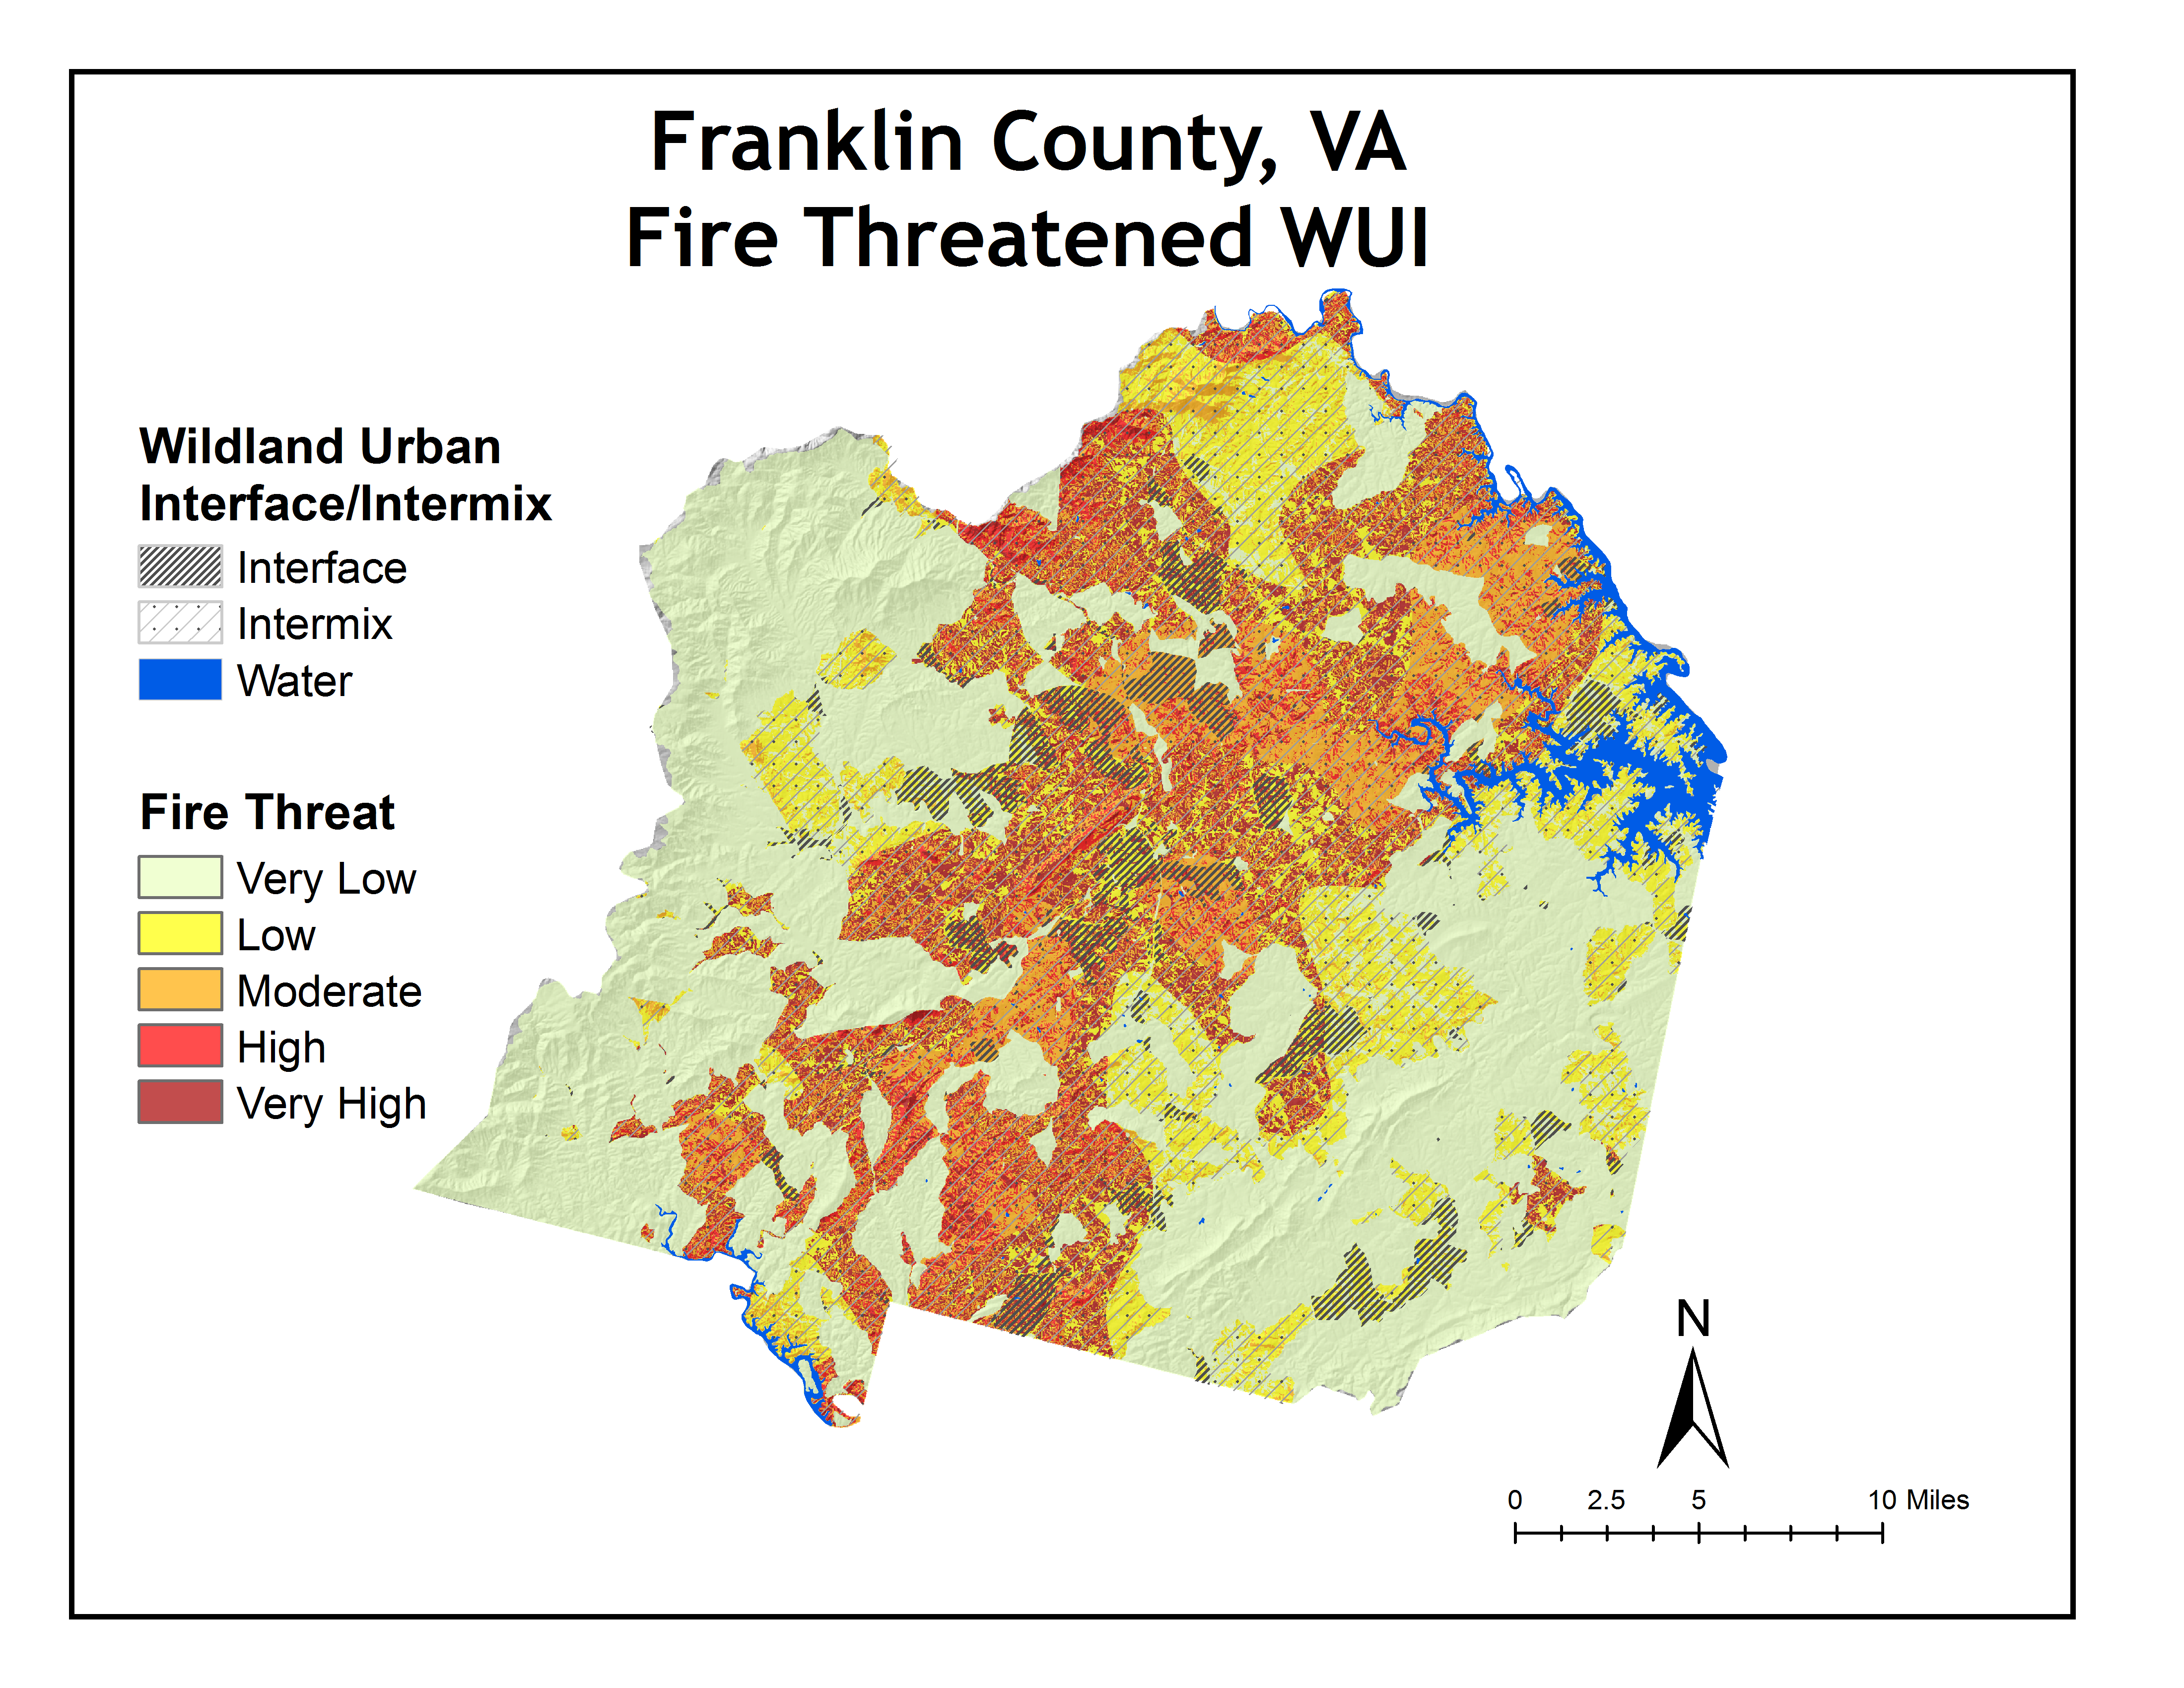 Franklin County, VA
Fire Threatened WUI
Wildland Urban
Interface/Intermix
Interface
Intermix
Water
Fire Threat
Very Low
Low
Moderate
High
Very High
N
0 2.5 5 10 Miles